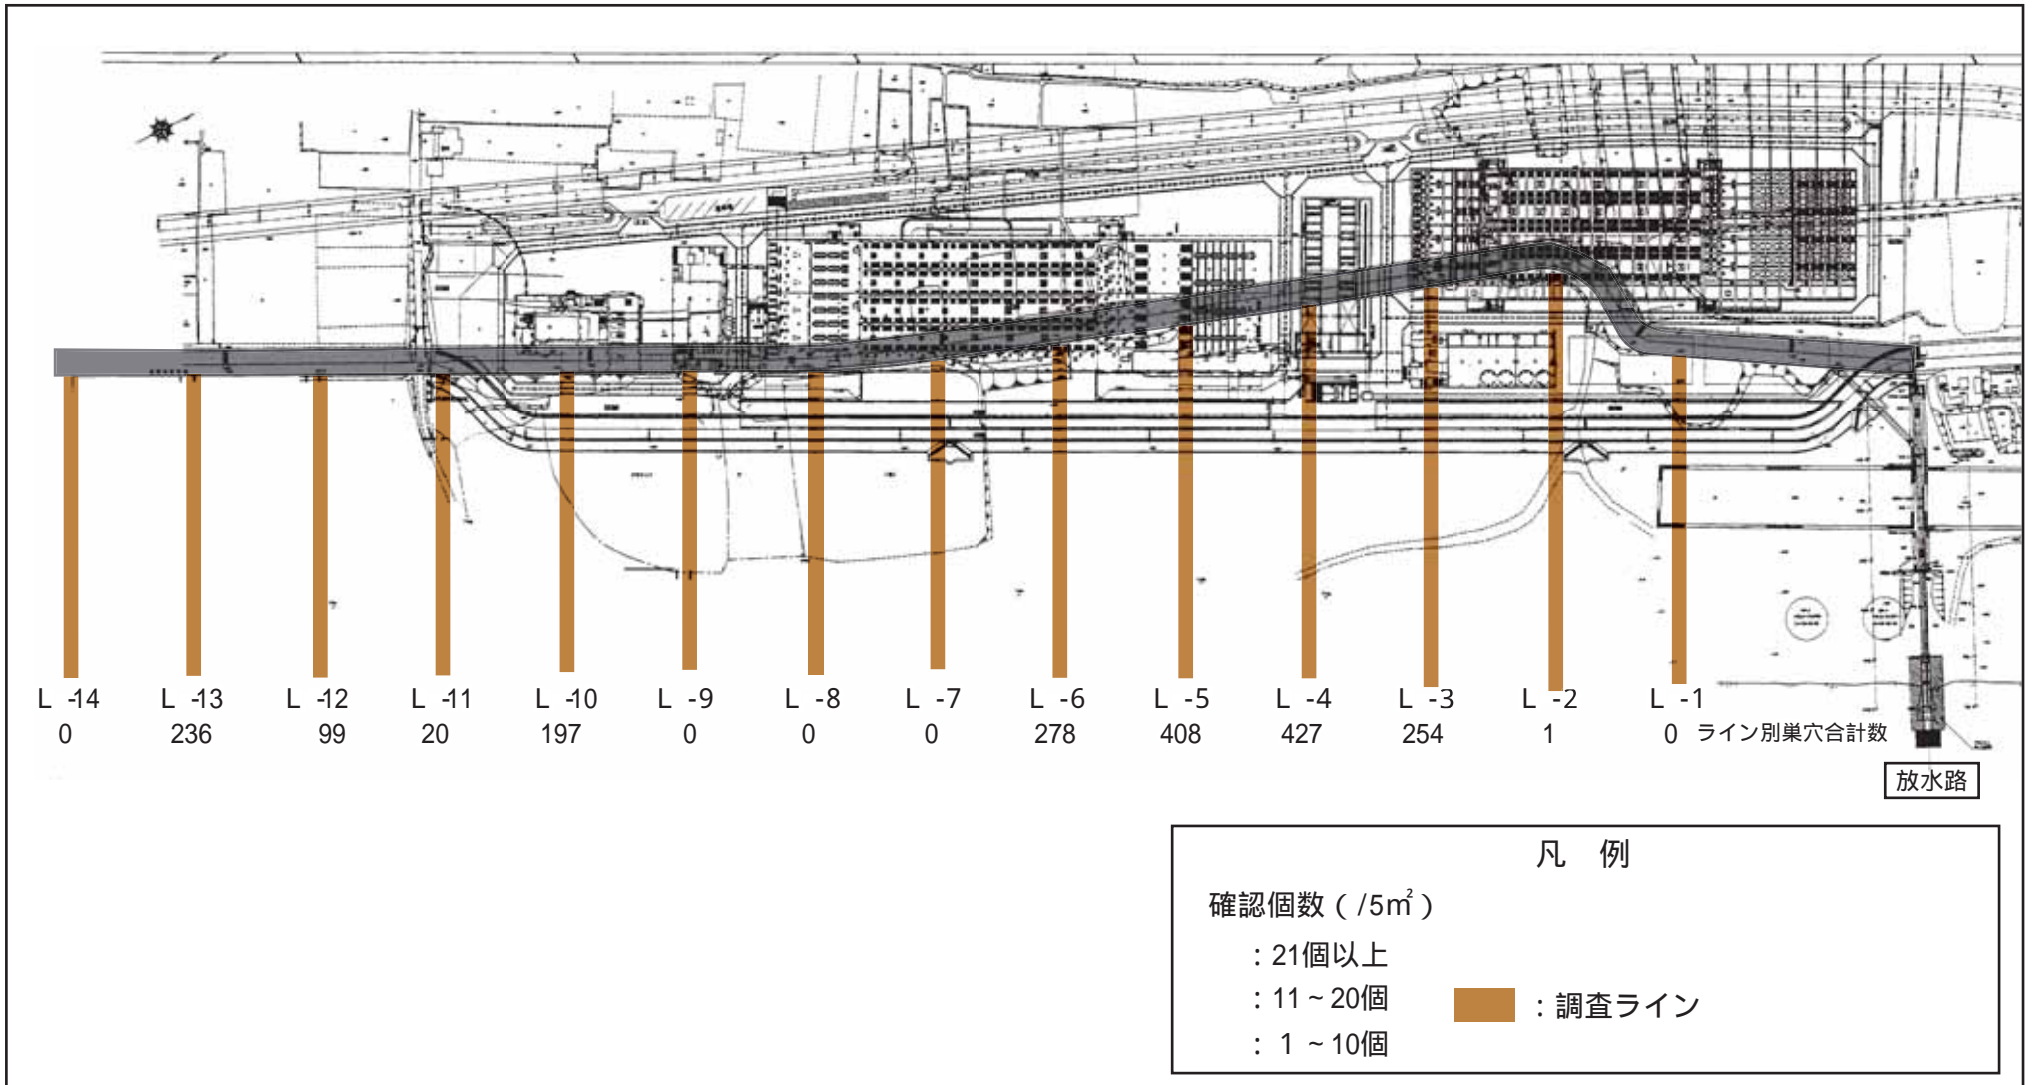 L -14 L -13 L -12 L -11 L -10 L -9 L -8 L -7 L -6 L -5 L -4 L -3 L -2 L -1
0 236 99 20 197 0 0 0 278 408 427 254 1 0 ライン別巣穴合計数
放水路
凡 例
確認個数（/5㎡）
：21個以上
：11～20個
：1～10個
：調査ライン